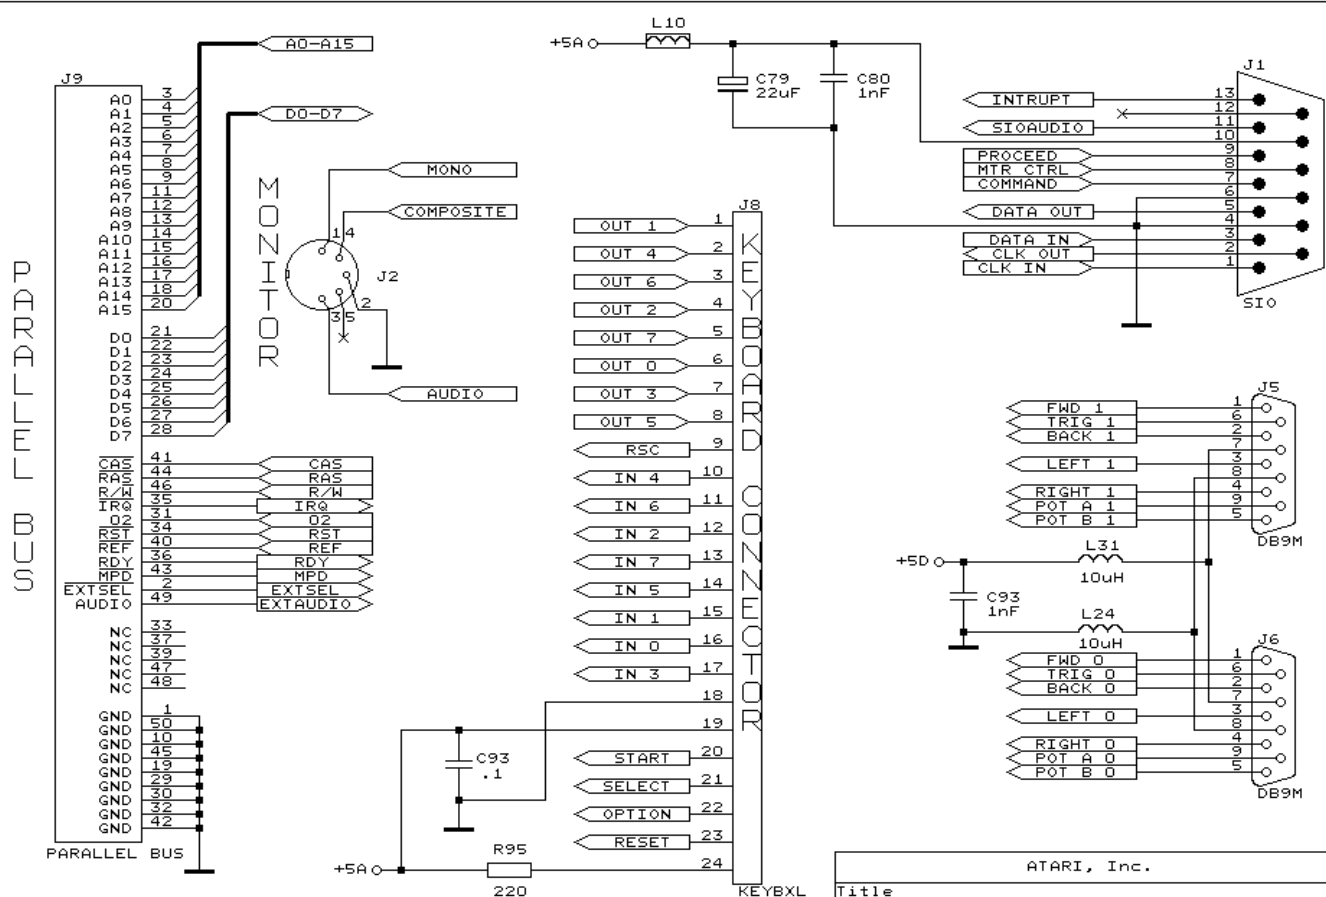 PARALLEL BUS
J9
A0 3
A1 4
A2 5
A3 6
A4 7
A5 8
A6 9
A7 11
A8 12
A9 13
A10 14
A11 15
A12 16
A13 17
A14 18
A15 20
D0 21
D1 22
D2 23
D3 24
D4 25
D5 26
D6 27
D7 28
CAS 41 CAS
RAS 44 RAS
R/W 46 R/W
IRQ 35 IRQ
O2 31 O2
RST 34 RST
REF 40 REF
RDY 36 RDY
MPD 43 MPD
EXTSEL 2 EXTSEL
AUDIO 49 EXTAUDIO
NC 33
NC 37
NC 39
NC 47
NC 48
GND 1
GND 50
GND 10
GND 45
GND 19
GND 29
GND 30
GND 32
GND 42
PARALLEL BUS
A0-A15
D0-D7
MONITOR
MONO
COMPOSITE
1 4
J2
3 5 2
AUDIO
+5A
L10
C79
22uF
C80
1nF
J1
INTRUPT 13
12
SIOAUDIO 11
10
PROCEED 9
MTR CTRL 8
COMMAND 7
6
DATA OUT 5
4
DATA IN 3
CLK OUT 2
CLK IN 1
SIO
J8
KEYBOARD CONNECTOR
OUT 1 1
OUT 4 2
OUT 6 3
OUT 2 4
OUT 7 5
OUT 0 6
OUT 3 7
OUT 5 8
RSC 9
IN 4 10
IN 6 11
IN 2 12
IN 7 13
IN 5 14
IN 1 15
IN 0 16
IN 3 17
18
19
START 20
SELECT 21
OPTION 22
RESET 23
24
KEYBXL
C93
.1
+5A
R95
220
J5
FWD 1 1
TRIG 1 6
BACK 1 2
7
LEFT 1 3
8
RIGHT 1 4
POT A 1 9
POT B 1 5
DB9M
+5D
L31
10uH
C93
1nF
L24
10uH
J6
FWD 0 1
TRIG 0 6
BACK 0 2
7
LEFT 0 3
8
RIGHT 0 4
POT A 0 9
POT B 0 5
DB9M
ATARI, Inc.
Title